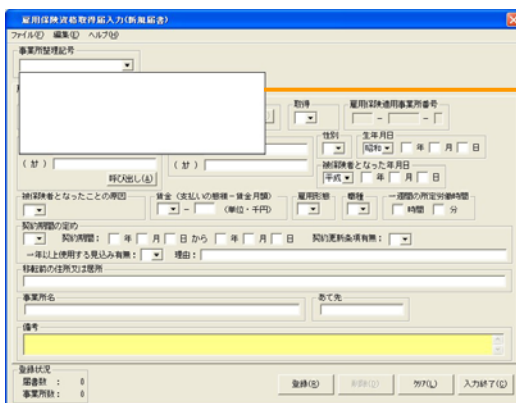 雇用保険資格取得届入力(新規届書)
ファイル(F) 編集(E) ヘルプ(H)
事業所整理記号
取得
雇用保険適用事業所番号
性別
生年月日
昭和 年 月 日
(カナ)
(カナ)
呼び出し(A)
被保険者となった年月日
平成 年 月 日
被保険者となったことの原因
賃金(支払いの態様-賃金月額)
(単位・千円)
雇用形態
職種
一週間の所定労働時間
時間 分
契約期間の定め
契約期間: 年 月 日 から 年 月 日 契約更新条項有無:
一年以上使用する見込み有無: 理由:
移転前の住所又は居所
事業所名
あて先
備考
登録状況
届書数 : 0
事業所数: 0
登録(R) 削除(D) クリア(L) 入力終了(C)